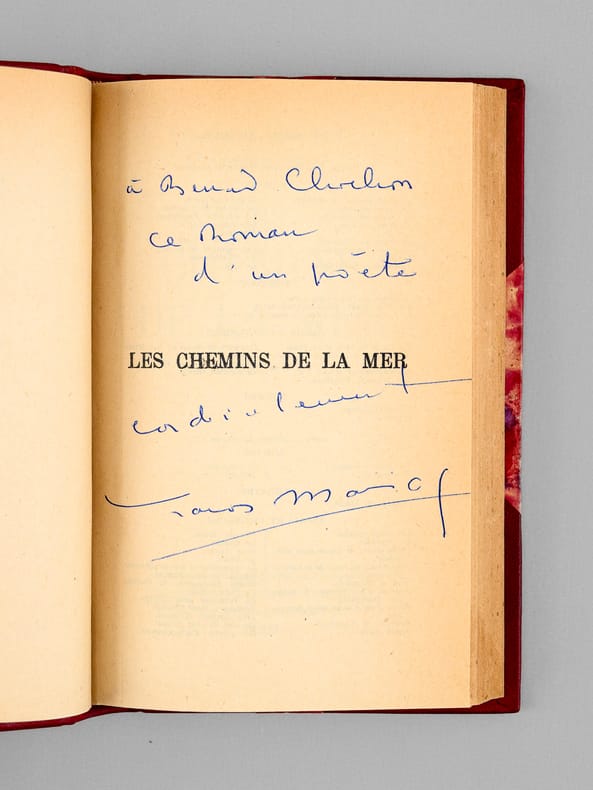 à Bernard
ce Roman
d'un poète
LES CHEMINS DE LA MER
cordialement
François Mauriac